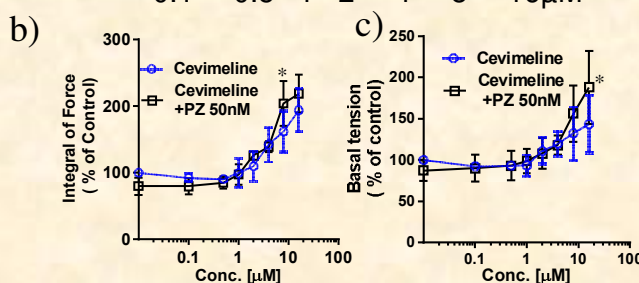 b)
300
200
100
0
Integral of Force
( % of Control)
Cevimeline
Cevimeline
+PZ 50nM
*
0.1
1
10
100
Conc. [µM]
c)
250
200
150
100
50
0
Basal tension
( % of control)
Cevimeline
Cevimeline
+PZ 50nM
*
0.1
1
10
100
Conc. [µM]